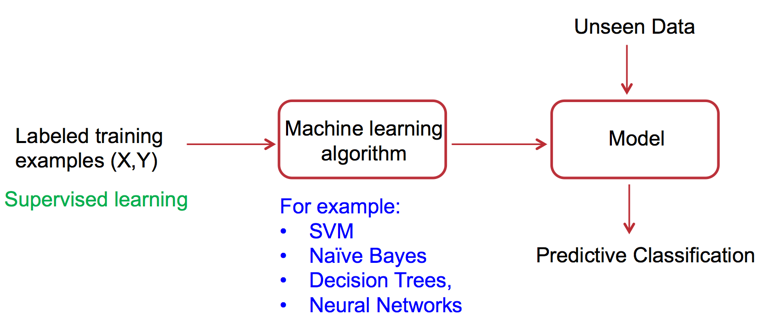 Unseen Data
Labeled training
examples (X,Y)
Supervised learning
Machine learning
algorithm
Model
For example:
• SVM
• Naïve Bayes
• Decision Trees,
• Neural Networks
Predictive Classification